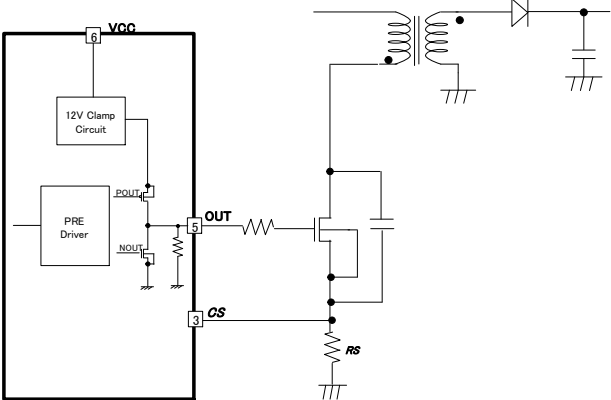 VCC
6
12V Clamp
Circuit
POUT
PRE
Driver
NOUT
5
OUT
3
CS
RS